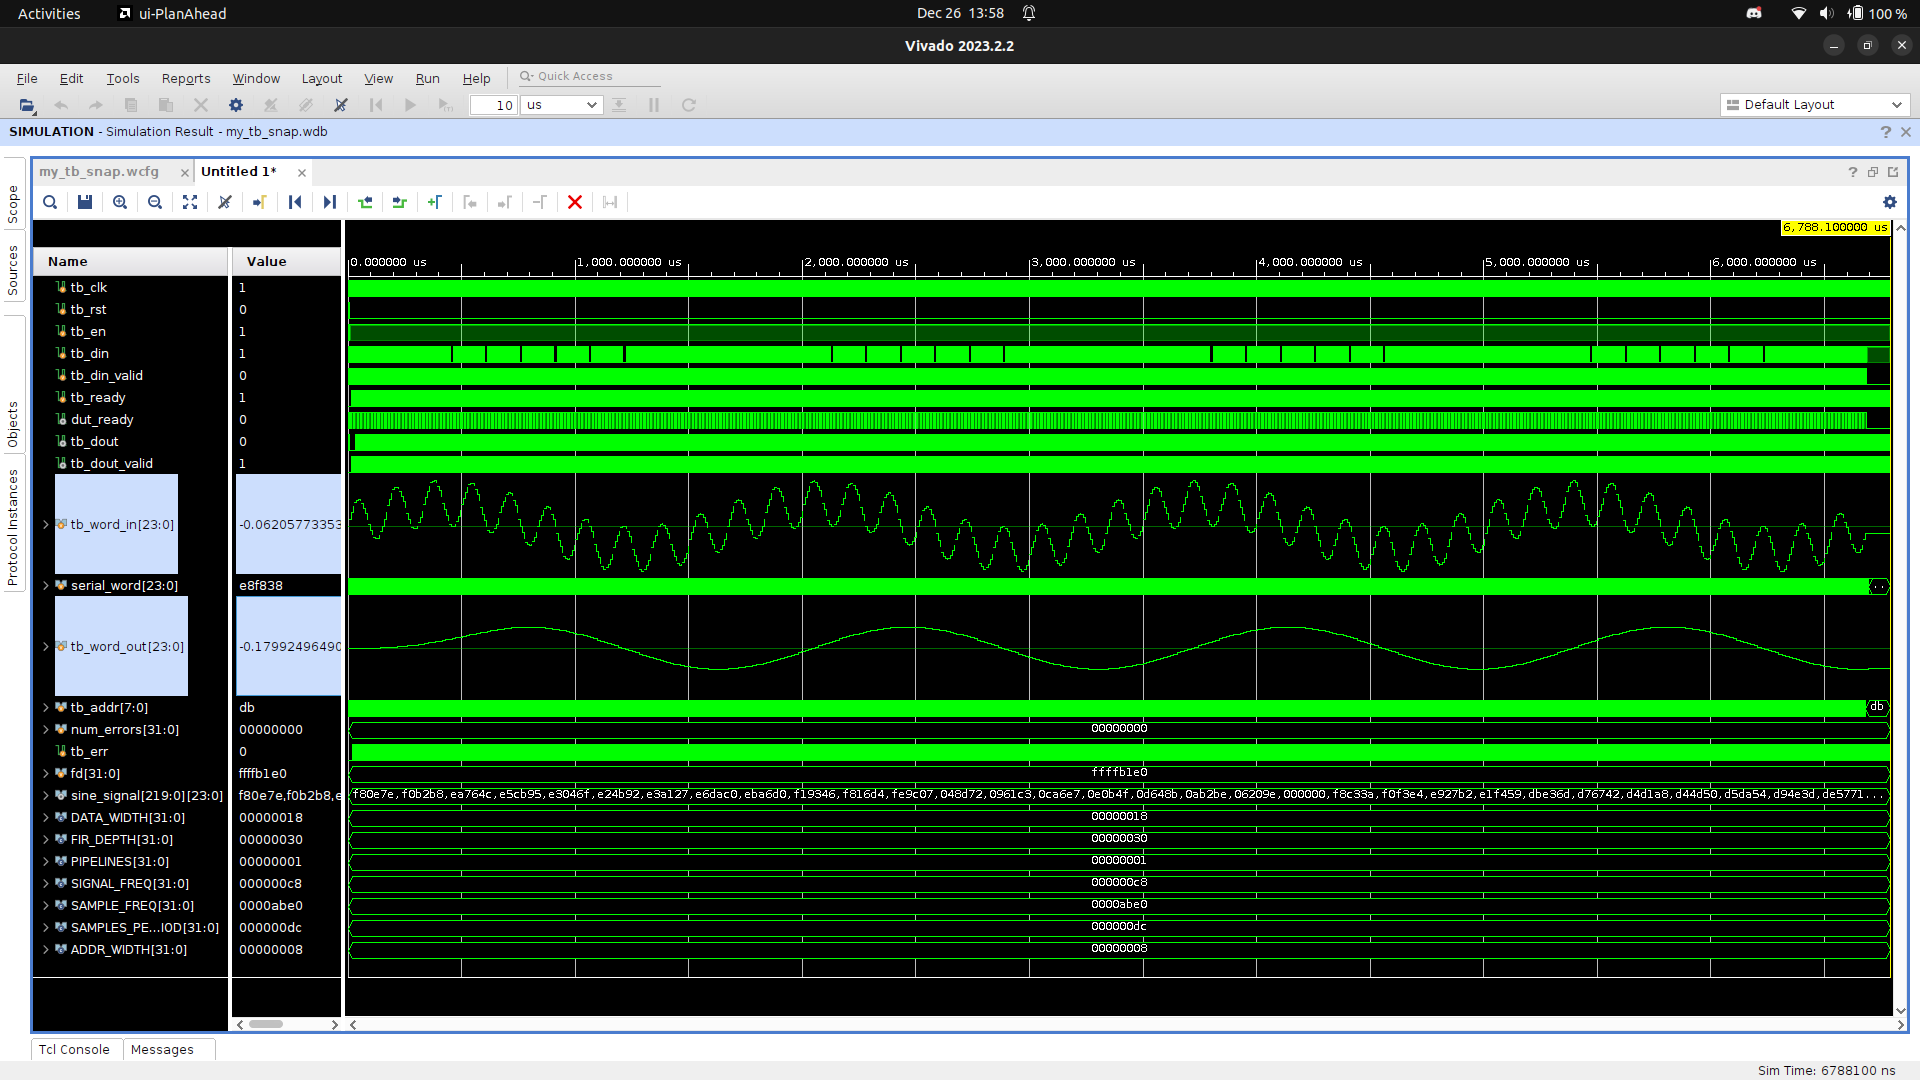 Activities
ui-PlanAhead
Dec 26 13:58
100 %
Vivado 2023.2.2
File Edit Tools Reports Window Layout View Run Help
Quick Access
10 us
Default Layout
SIMULATION - Simulation Result - my_tb_snap.wdb
my_tb_snap.wcfg
Untitled 1*
Scope
Sources
Objects
Protocol Instances
6,788.100000 us
Name Value
0.000000 us 1,000.000000 us 2,000.000000 us 3,000.000000 us 4,000.000000 us 5,000.000000 us 6,000.000000 us
tb_clk 1
tb_rst 0
tb_en 1
tb_din 1
tb_din_valid 0
tb_ready 1
dut_ready 0
tb_dout 0
tb_dout_valid 1
tb_word_in[23:0] -0.06205773353
serial_word[23:0] e8f838 ..
tb_word_out[23:0] -0.17992496490
tb_addr[7:0] db db
num_errors[31:0] 00000000 00000000
tb_err 0
fd[31:0] ffffb1e0 ffffb1e0
sine_signal[219:0][23:0] f80e7e,f0b2b8,e f80e7e,f0b2b8,ea764c,e5cb95,e3046f,e24b92,e3a127,e6dac0,eba6d0,f19346,f816d4,fe9c07,048d72,0961c3,0ca6e7,0e0b4f,0d648b,0ab2be,06209e,000000,f8c33a,f0f3e4,e927b2,e1f459,dbe36d,d76742,d4d1a8,d44d50,d5da54,d94e3d,de5771...
DATA_WIDTH[31:0] 00000018 00000018
FIR_DEPTH[31:0] 00000030 00000030
PIPELINES[31:0] 00000001 00000001
SIGNAL_FREQ[31:0] 000000c8 000000c8
SAMPLE_FREQ[31:0] 0000abe0 0000abe0
SAMPLES_PE...IOD[31:0] 000000dc 000000dc
ADDR_WIDTH[31:0] 00000008 00000008
Tcl Console
Messages
Sim Time: 6788100 ns